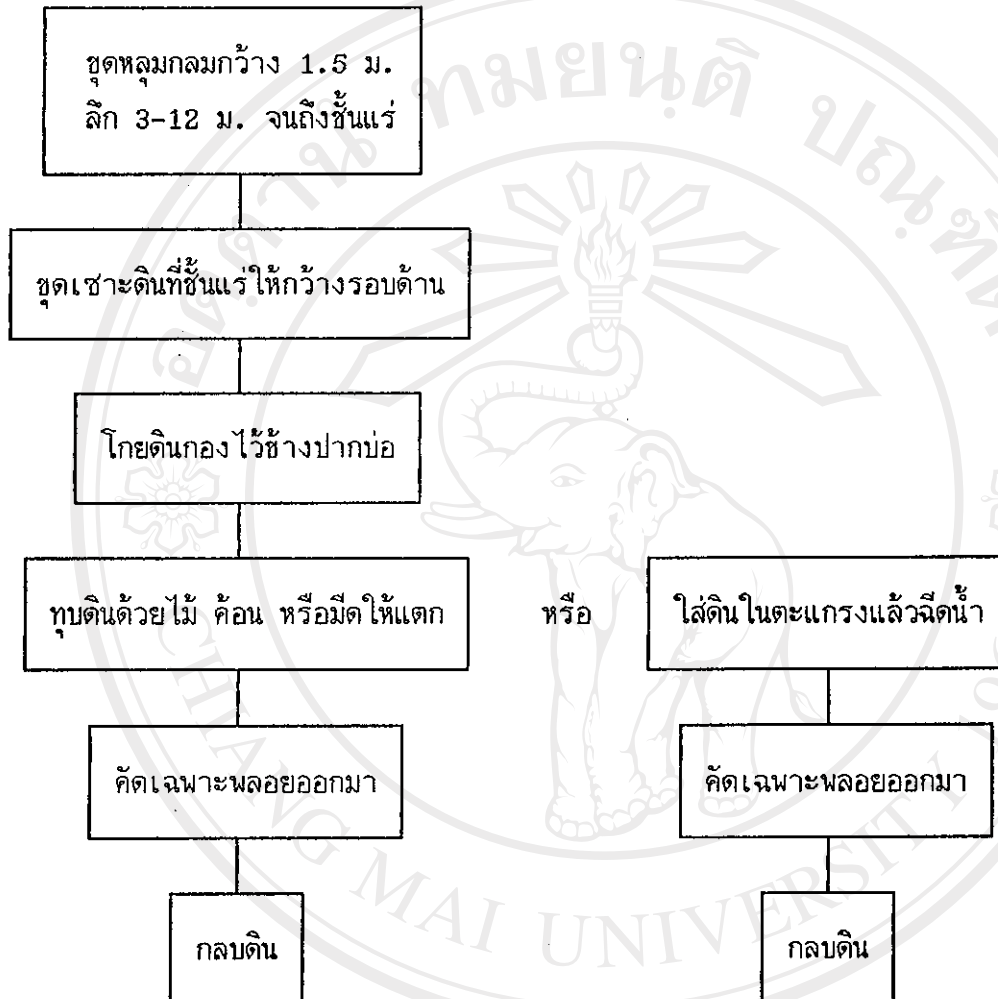 ขุดหลุมกลมกว้าง 1.5 ม.
ลึก 3-12 ม. จนถึงชั้นแร่
ขุดเซาะดินที่ชั้นแร่ให้กว้างรอบด้าน
โกยดินกองไว้ข้างปากบ่อ
ทุบดินด้วยไม้ ค้อน หรือมีดให้แตก
หรือ
ใส่ดินในตะแกรงแล้วฉีดน้ำ
คัดเฉพาะพลอยออกมา
คัดเฉพาะพลอยออกมา
กลบดิน
กลบดิน
CHIANG MAI UNIVERSITY